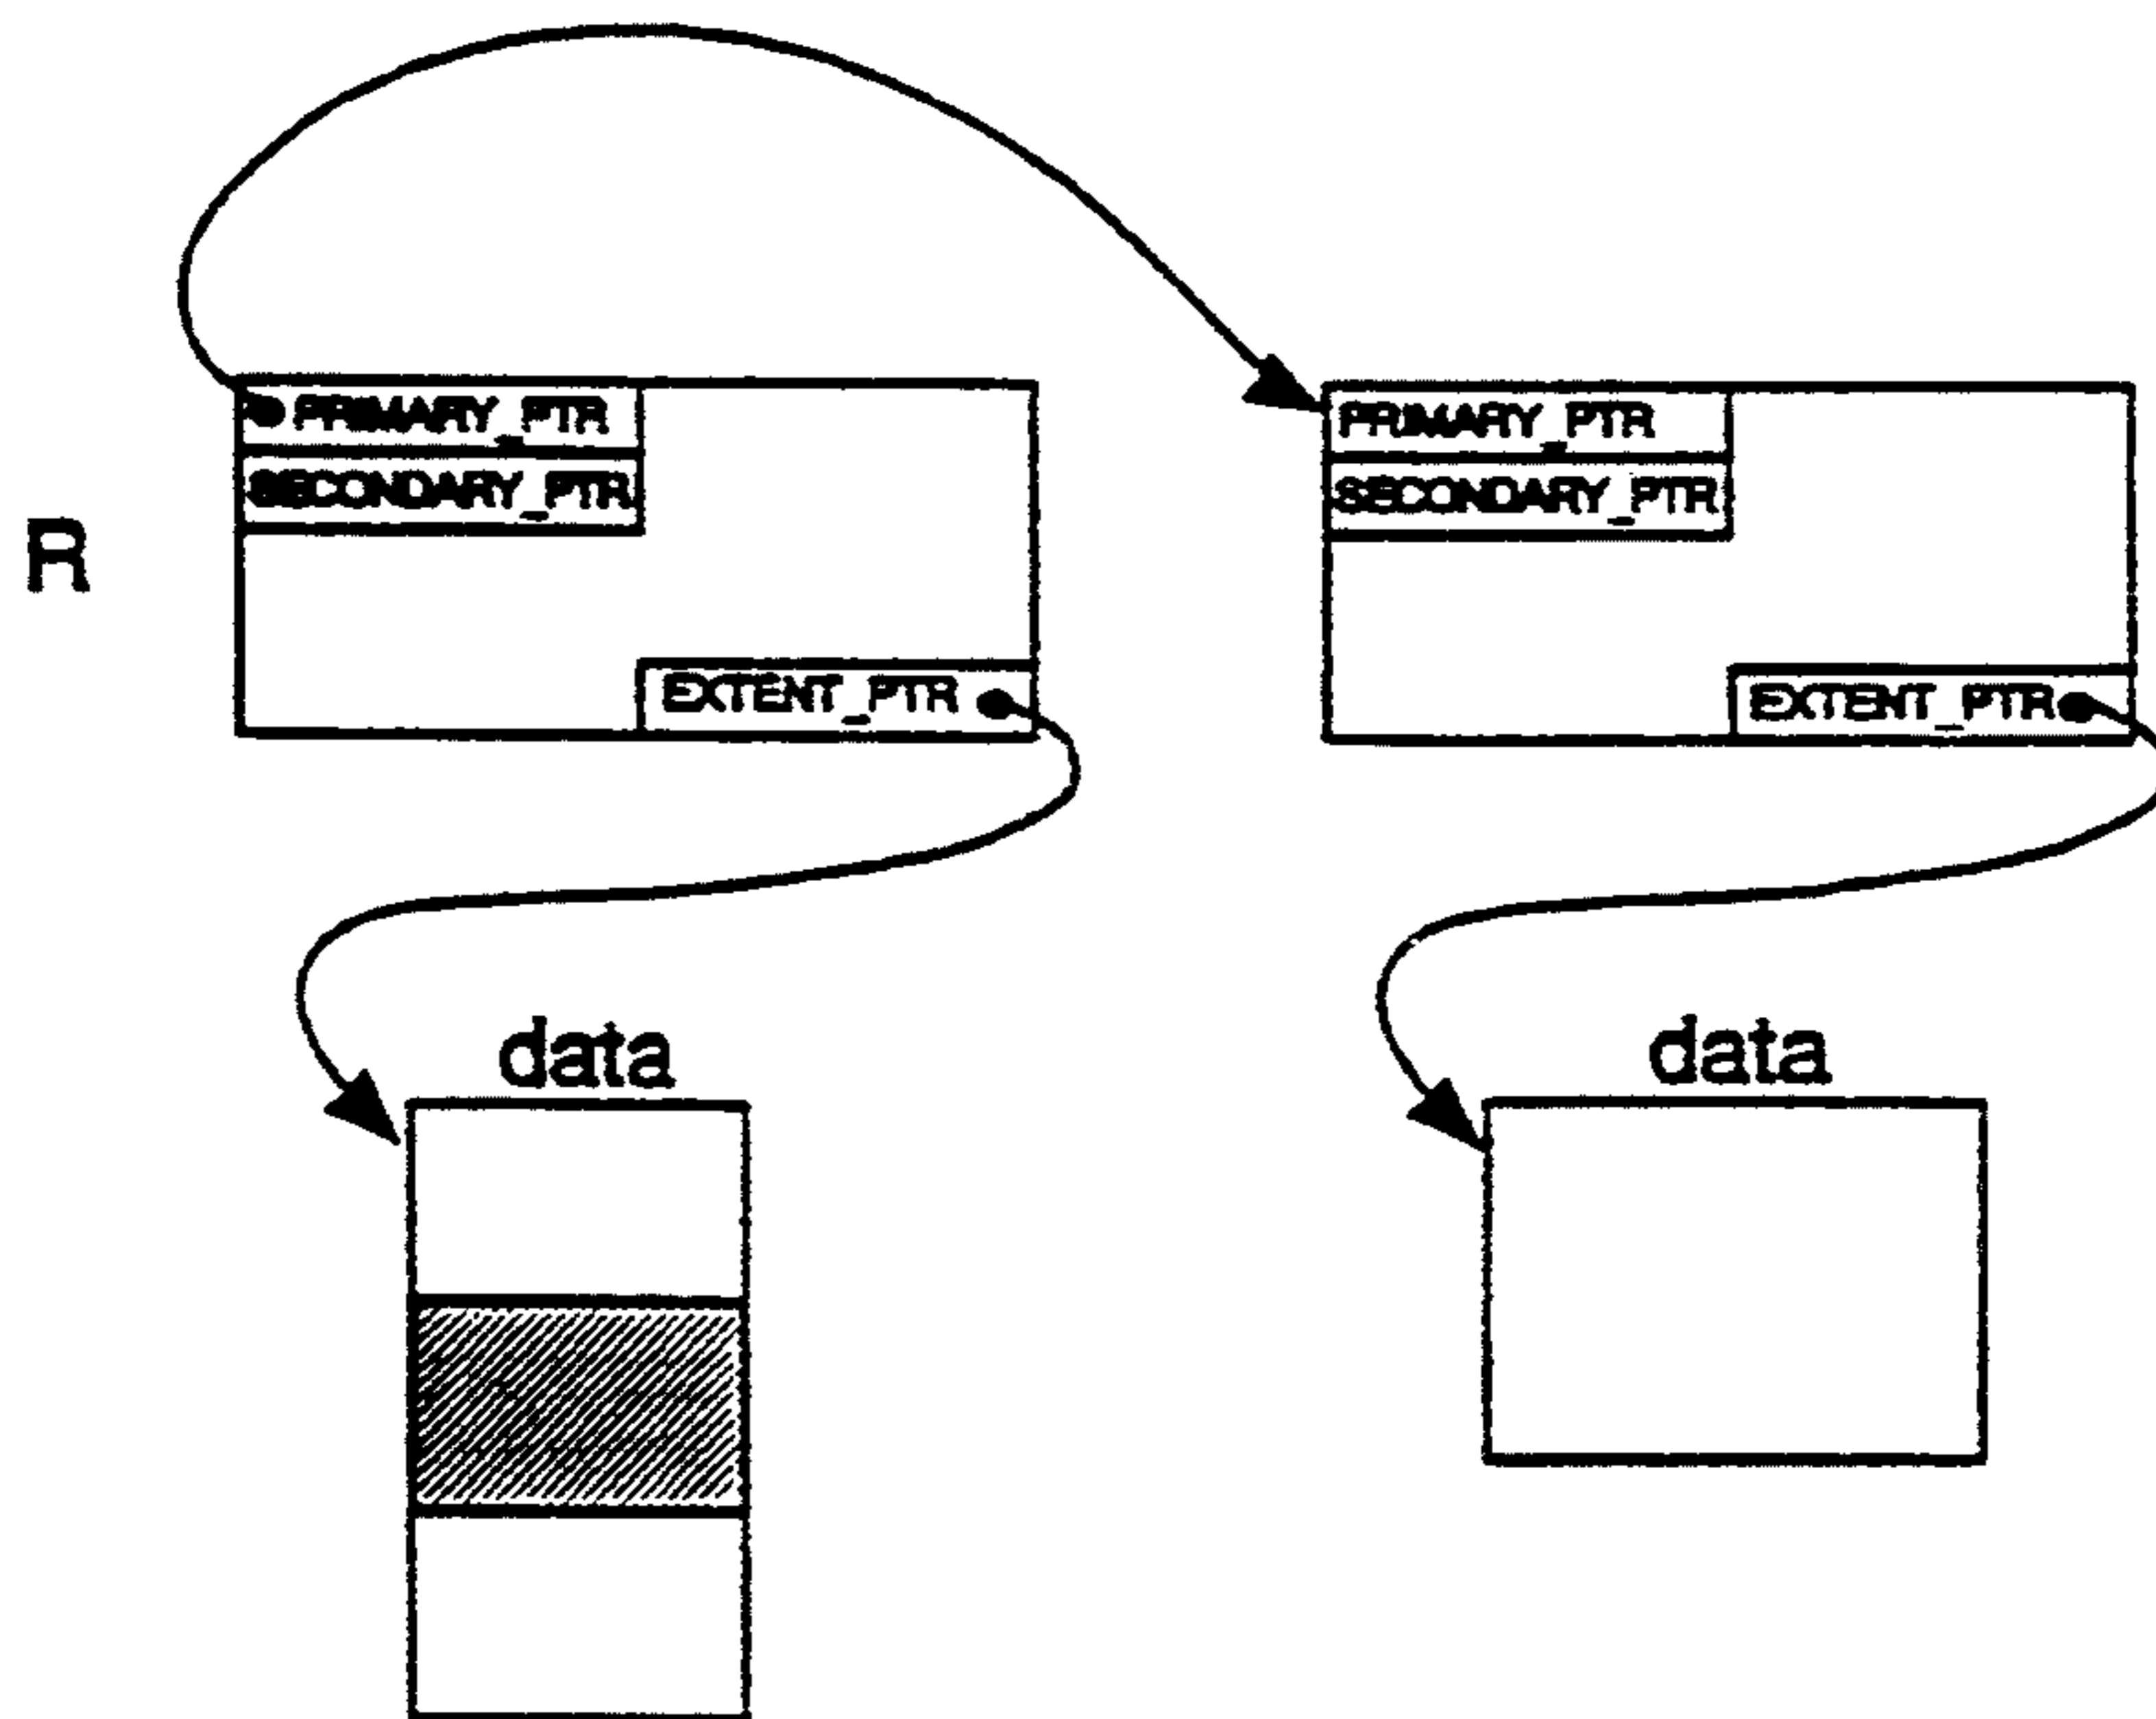 PRIMARY_PTR
SECONDARY_PTR
R
EXTENT_PTR
PRIMARY_PTR
SECONDARY_PTR
EXTENT_PTR
data
data